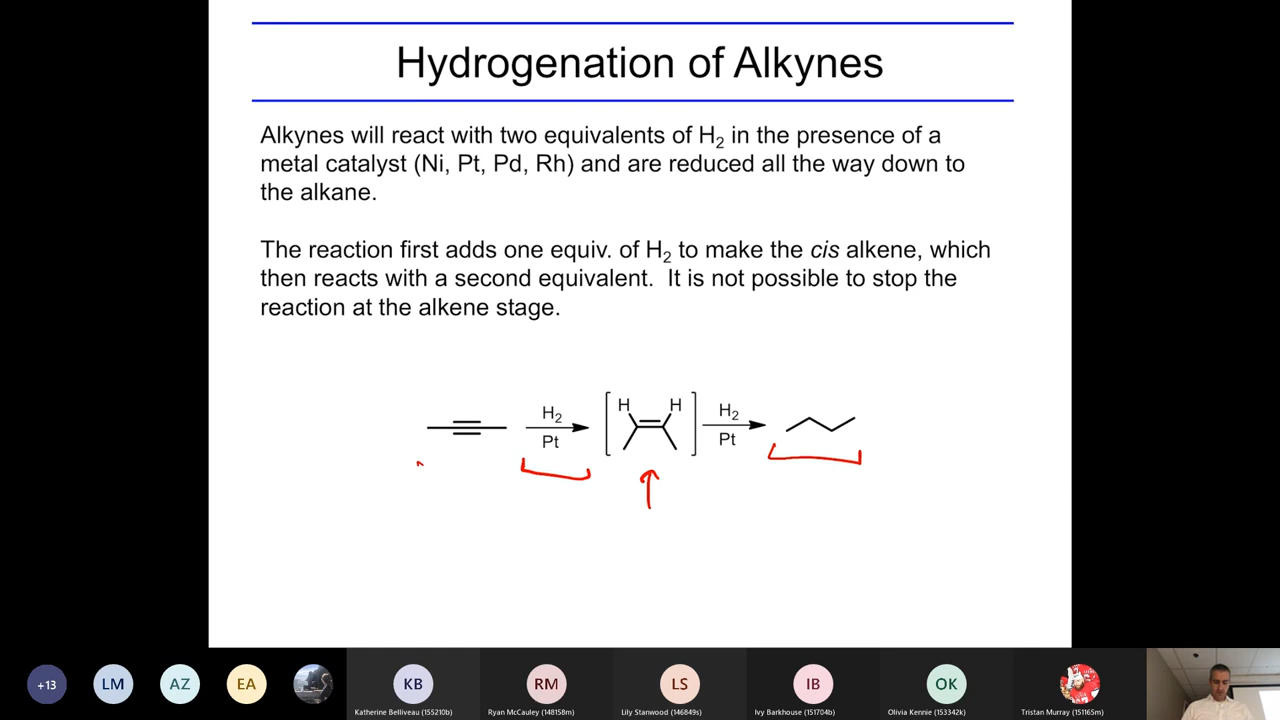 Hydrogenation of Alkynes
Alkynes will react with two equivalents of H₂ in the presence of a
metal catalyst (Ni, Pt, Pd, Rh) and are reduced all the way down to
the alkane.
The reaction first adds one equiv. of H₂ to make the cis alkene, which
then reacts with a second equivalent. It is not possible to stop the
reaction at the alkene stage.
H₂
Pt
H H
H₂
Pt
+13 LM AZ EA KB RM LS IB OK
Katherine Belliveau (155210b) Ryan McCauley (148158m) Lily Stanwood (146849s) Ivy Barkhouse (151704b) Olivia Kennie (153342k) Tristan Murray (151165m)